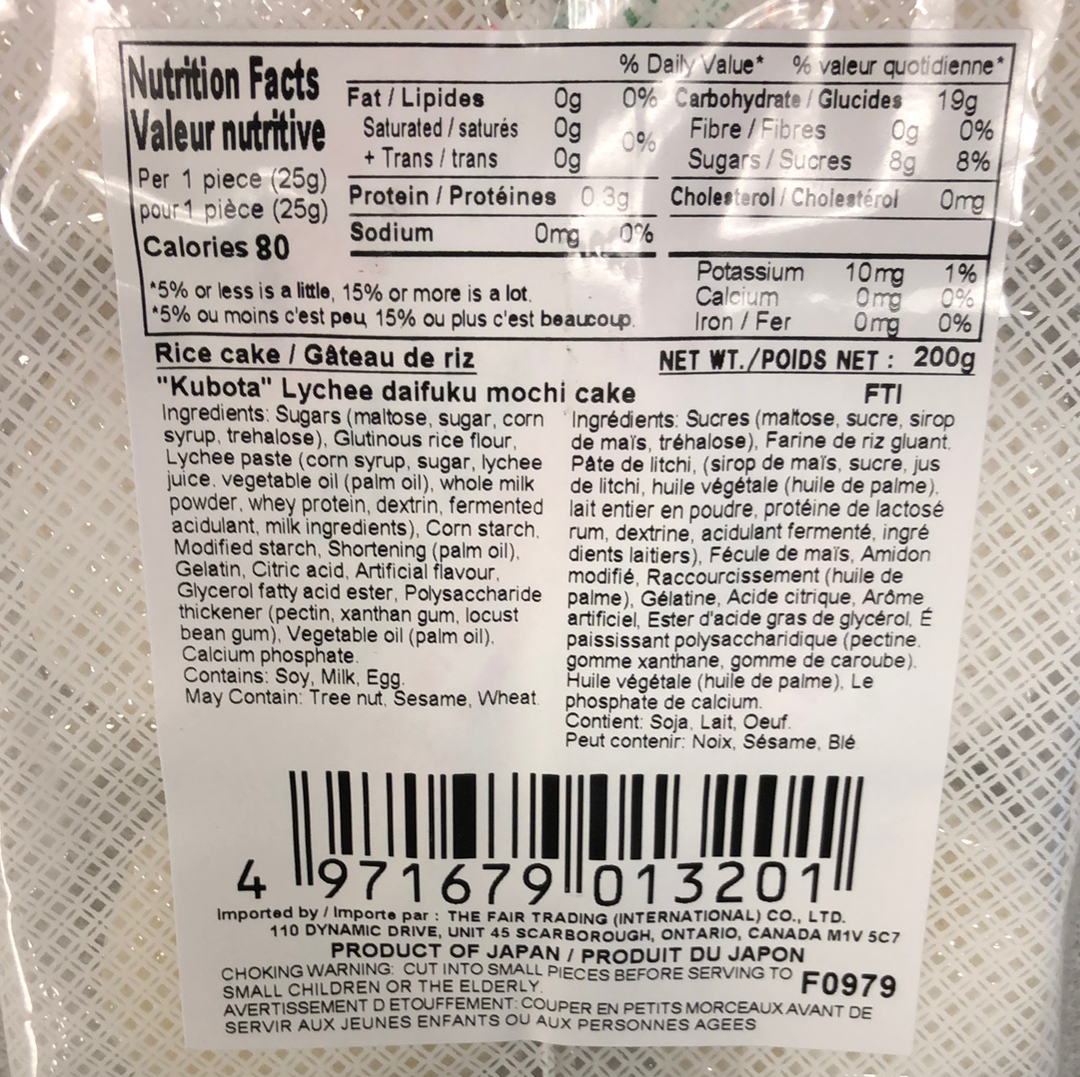 Nutrition Facts
Valeur nutritive
Per 1 piece (25g)
pour 1 pièce (25g)
Calories 80
% Daily Value* % valeur quotidienne*
Fat / Lipides 0g 0%
Saturated / saturés 0g
+ Trans / trans 0g 0%
Protein / Protéines 0.3g
Sodium 0mg 0%
Carbohydrate / Glucides 19g
Fibre / Fibres 0g 0%
Sugars / Sucres 8g 8%
Cholesterol / Cholestérol 0mg
Potassium 10mg 1%
Calcium 0mg 0%
Iron / Fer 0mg 0%
*5% or less is a little, 15% or more is a lot.
*5% ou moins c'est peu, 15% ou plus c'est beaucoup.
Rice cake / Gâteau de riz
NET WT./POIDS NET : 200g
"Kubota" Lychee daifuku mochi cake
FTI
Ingredients: Sugars (maltose, sugar, corn
syrup, trehalose), Glutinous rice flour,
Lychee paste (corn syrup, sugar, lychee
juice, vegetable oil (palm oil), whole milk
powder, whey protein, dextrin, fermented
acidulant, milk ingredients), Corn starch,
Modified starch, Shortening (palm oil),
Gelatin, Citric acid, Artificial flavour,
Glycerol fatty acid ester, Polysaccharide
thickener (pectin, xanthan gum, locust
bean gum), Vegetable oil (palm oil),
Calcium phosphate.
Contains: Soy, Milk, Egg.
May Contain: Tree nut, Sesame, Wheat.
Ingrédients: Sucres (maltose, sucre, sirop
de maïs, tréhalose), Farine de riz gluant.
Pâte de litchi, (sirop de maïs, sucre, jus
de litchi, huile végétale (huile de palme),
lait entier en poudre, protéine de lactosé
rum, dextrine, acidulant fermenté, ingré
dients laitiers), Fécule de maïs, Amidon
modifié, Raccourcissement (huile de
palme), Gélatine, Acide citrique, Arôme
artificiel, Ester d'acide gras de glycérol, É
paississant polysaccharidique (pectine,
gomme xanthane, gomme de caroube),
Huile végétale (huile de palme), Le
phosphate de calcium.
Contient: Soja, Lait, Oeuf.
Peut contenir: Noix, Sésame, Blé
4 971679 013201
Imported by / Importe par : THE FAIR TRADING (INTERNATIONAL) CO., LTD.
110 DYNAMIC DRIVE, UNIT 45 SCARBOROUGH, ONTARIO, CANADA M1V 5C7
PRODUCT OF JAPAN / PRODUIT DU JAPON
CHOKING WARNING: CUT INTO SMALL PIECES BEFORE SERVING TO
SMALL CHILDREN OR THE ELDERLY.
F0979
AVERTISSEMENT D ETOUFFEMENT: COUPER EN PETITS MORCEAUX AVANT DE
SERVIR AUX JEUNES ENFANTS OU AUX PERSONNES AGEES